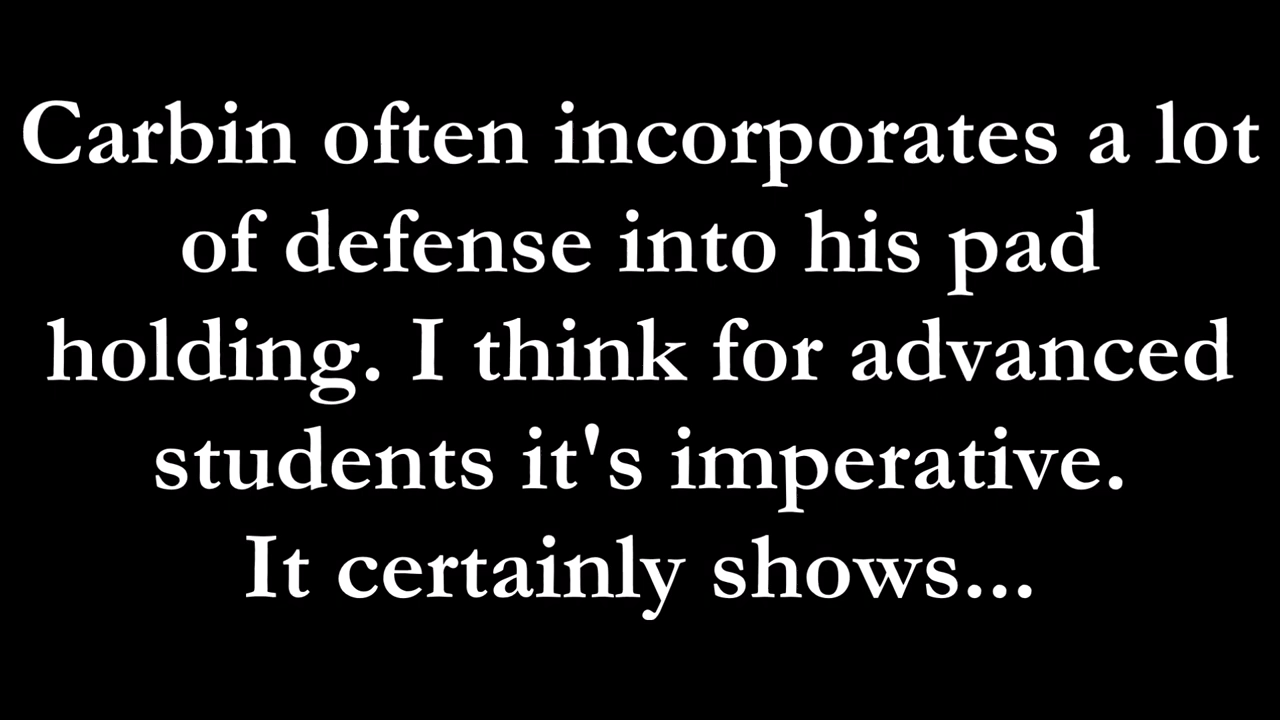 Carbin often incorporates a lot
of defense into his pad
holding. I think for advanced
students it's imperative.
It certainly shows...